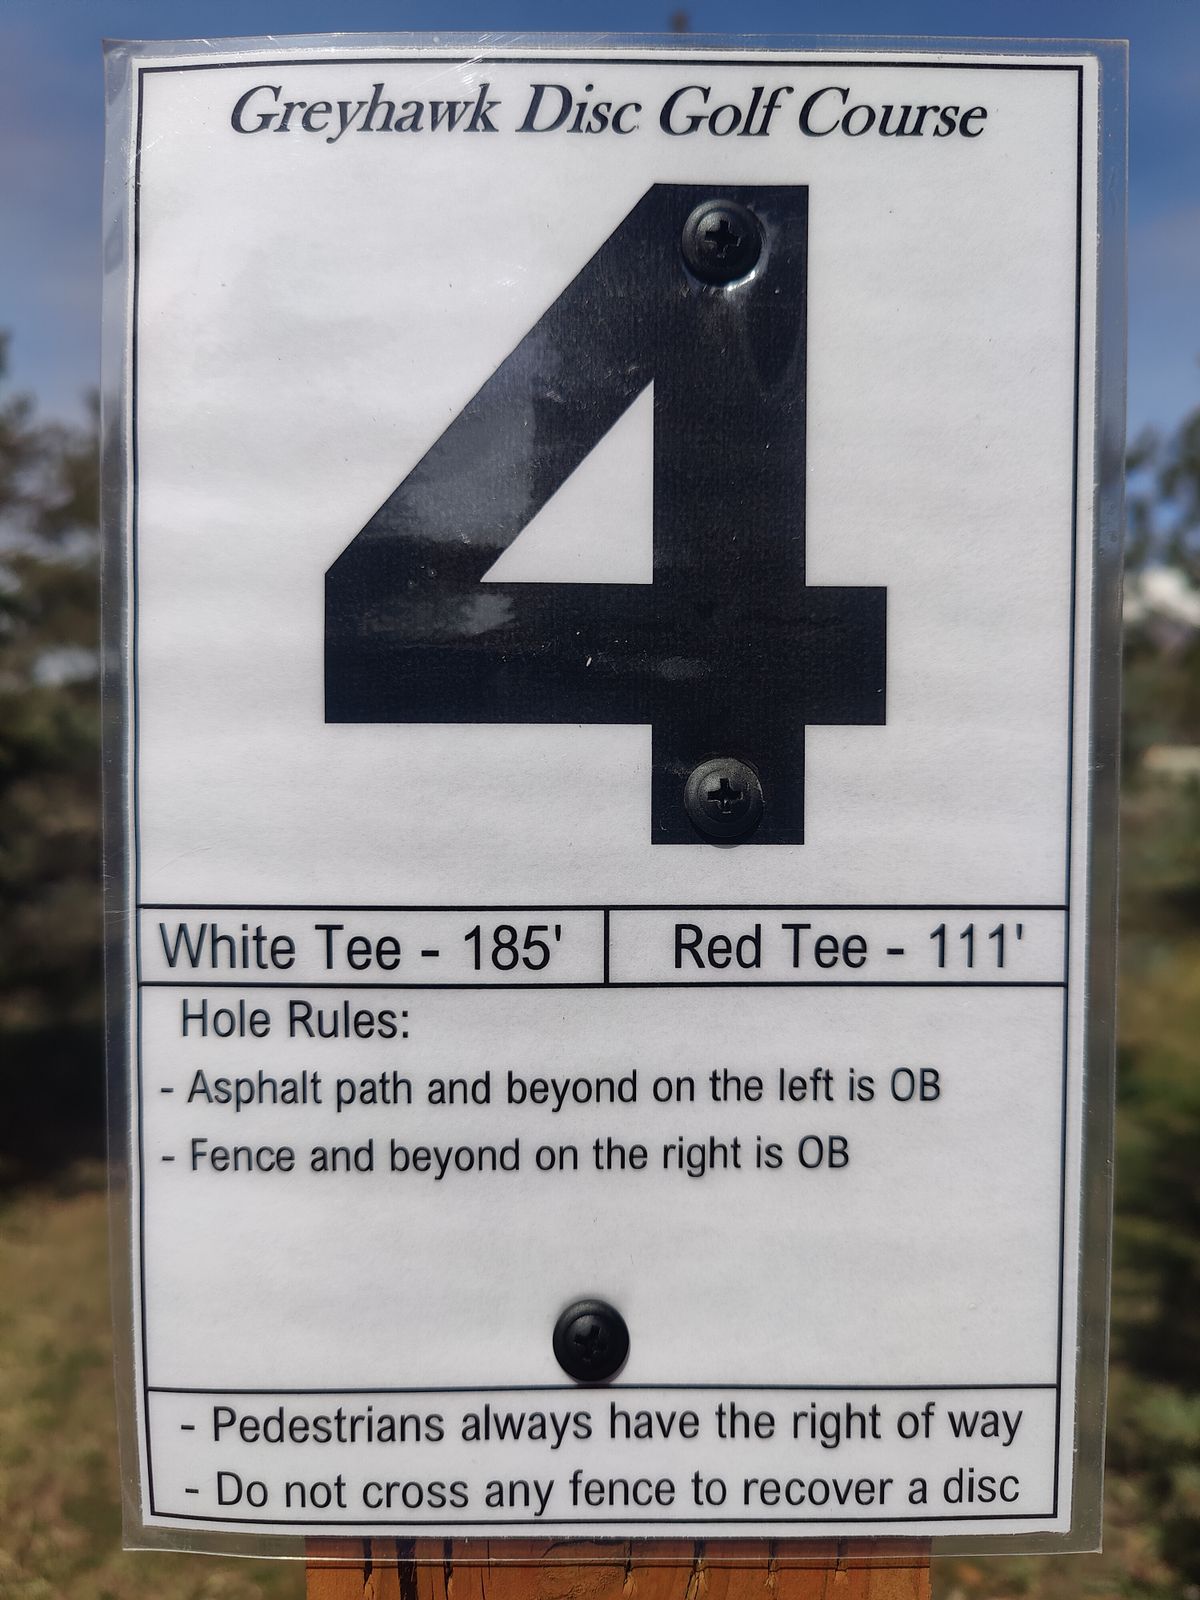 Greyhawk Disc Golf Course
4
White Tee - 185' Red Tee - 111'
Hole Rules:
- Asphalt path and beyond on the left is OB
- Fence and beyond on the right is OB
- Pedestrians always have the right of way
- Do not cross any fence to recover a disc